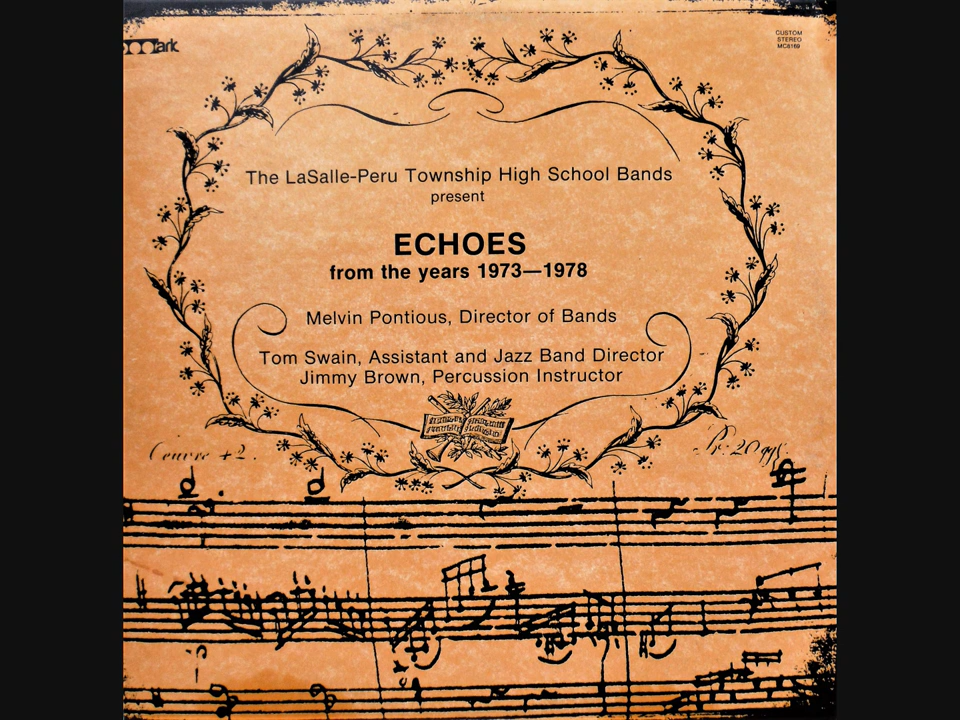 mark
CUSTOM
STEREO
MC8169
The LaSalle-Peru Township High School Bands
present
ECHOES
from the years 1973—1978
Melvin Pontious, Director of Bands
Tom Swain, Assistant and Jazz Band Director
Jimmy Brown, Percussion Instructor